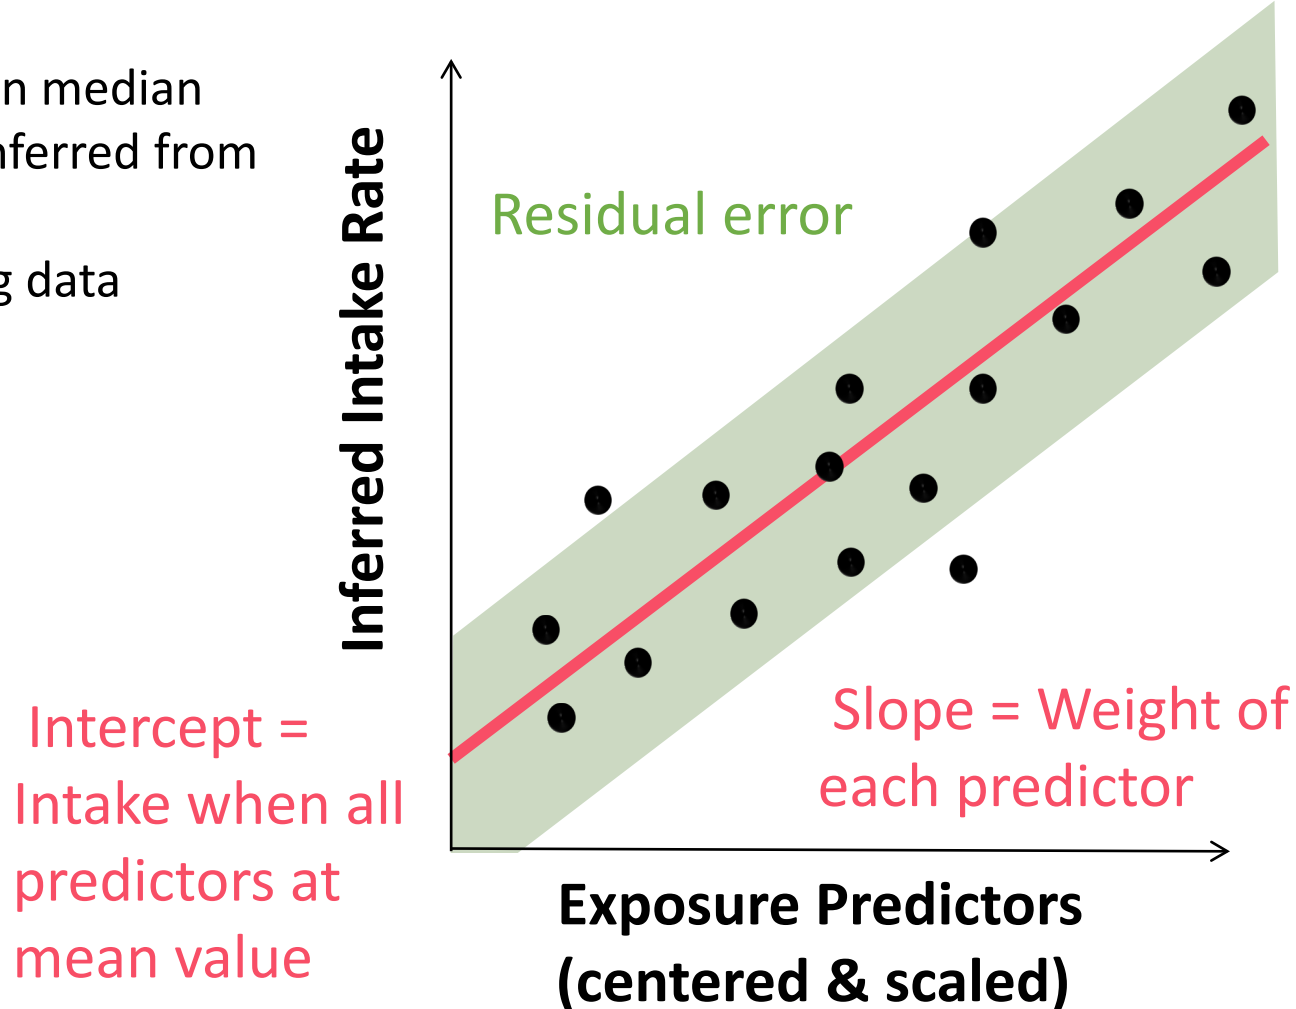 n median
nferred from
g data
Inferred Intake Rate
Residual error
Intercept =
Intake when all
predictors at
mean value
Slope = Weight of
each predictor
Exposure Predictors
(centered & scaled)